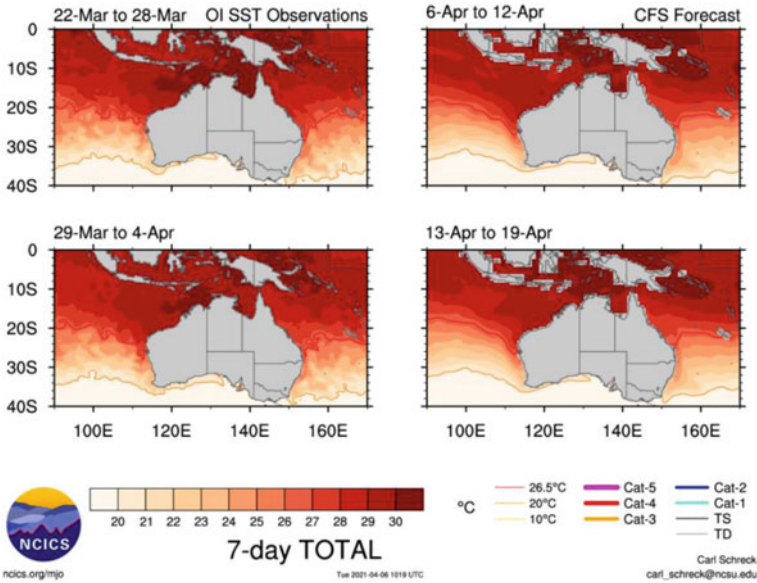 22-Mar to 28-Mar OI SST Observations
6-Apr to 12-Apr CFS Forecast
0
10S
20S
30S
40S
29-Mar to 4-Apr
13-Apr to 19-Apr
0
10S
20S
30S
40S
100E 120E 140E 160E
100E 120E 140E 160E
NCICS
ncics.org/mjo
20 21 22 23 24 25 26 27 28 29 30
7-day TOTAL
Tue 2021-04-06 1019 UTC
°C
26.5°C
20°C
10°C
Cat-5
Cat-4
Cat-3
Cat-2
Cat-1
TS
TD
Carl Schreck
carl_schreck@ncsu.edu